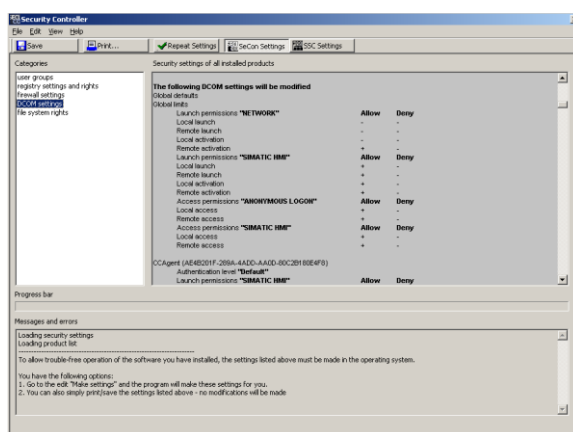 Security Controller
File Edit View Help
Save Print... Repeat Settings SeCon Settings SSC Settings
Categories
Security settings of all installed products
user groups
registry settings and rights
firewall settings
DCOM settings
file system rights
The following DCOM settings will be modified
Global defaults
Global limits
Launch permissions "NETWORK" Allow Deny
Local launch - -
Remote launch - -
Local activation - -
Remote activation + -
Launch permissions "SIMATIC HMI" Allow Deny
Local launch + -
Remote launch + -
Local activation + -
Remote activation + -
Access permissions "ANONYMOUS LOGON" Allow Deny
Local access + -
Remote access + -
Access permissions "SIMATIC HMI" Allow Deny
Local access + -
Remote access + -
Authentication level "Default"
Launch permissions "SIMATIC HMI" Allow Deny
Progress bar
Messages and errors
Loading security settings
Loading product list
To allow trouble-free operation of the software you have installed, the settings listed above must be made in the operating system.
You have the following options:
1. Go to the edit "Make settings" and the program will make these settings for you.
2. You can also simply print/save the settings listed above - no modifications will be made